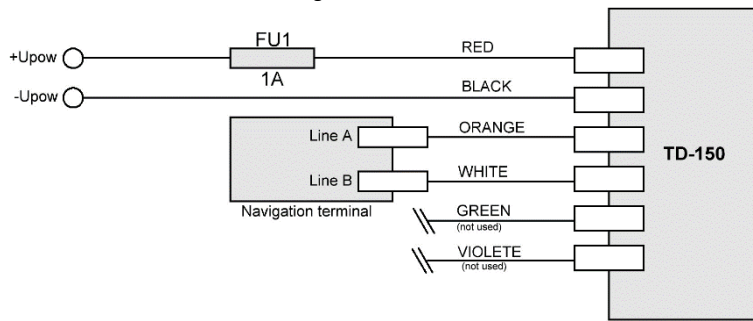 FU1
RED
+Upow
1A
BLACK
-Upow
Line A
ORANGE
TD-150
Line B
WHITE
Navigation terminal
GREEN
(not used)
VIOLETE
(not used)